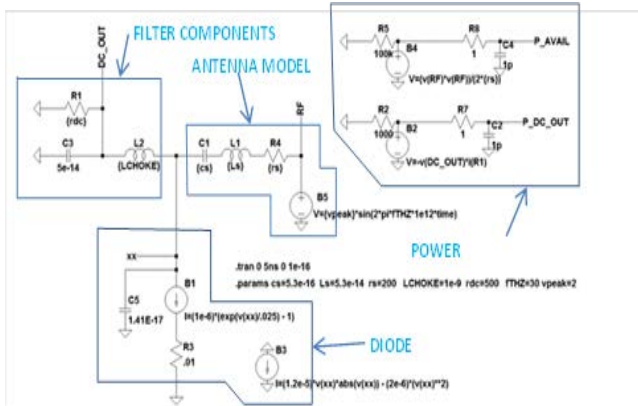 FILTER COMPONENTS
DC_OUT
ANTENNA MODEL
R1
{rdc}
C3
5e-14
L2
{LCHOKE}
C1
{cs}
L1
{Ls}
R4
{rs}
RF
B5
V={vpeak}*sin(2*pi*fTHZ*1e12*time)
R5
100k
B4
V=(v(RF)*v(RF))/(2*{rs})
R6
1
C4
1p
P_AVAIL
R2
1000
B2
V=-v(DC_OUT)*i(R1)
R7
1
C2
1p
P_DC_OUT
POWER
.tran 0 5ns 0 1e-16
.params cs=5.3e-16 Ls=5.3e-14 rs=200 LCHOKE=1e-9 rdc=500 fTHZ=30 vpeak=2
xx
C5
1.41E-17
B1
I=(1e-6)*(exp(v(xx)/.025) - 1)
R3
.01
B3
I=(1.2e-5)*v(xx)*abs(v(xx)) - (2e-6)*(v(xx)**2)
DIODE